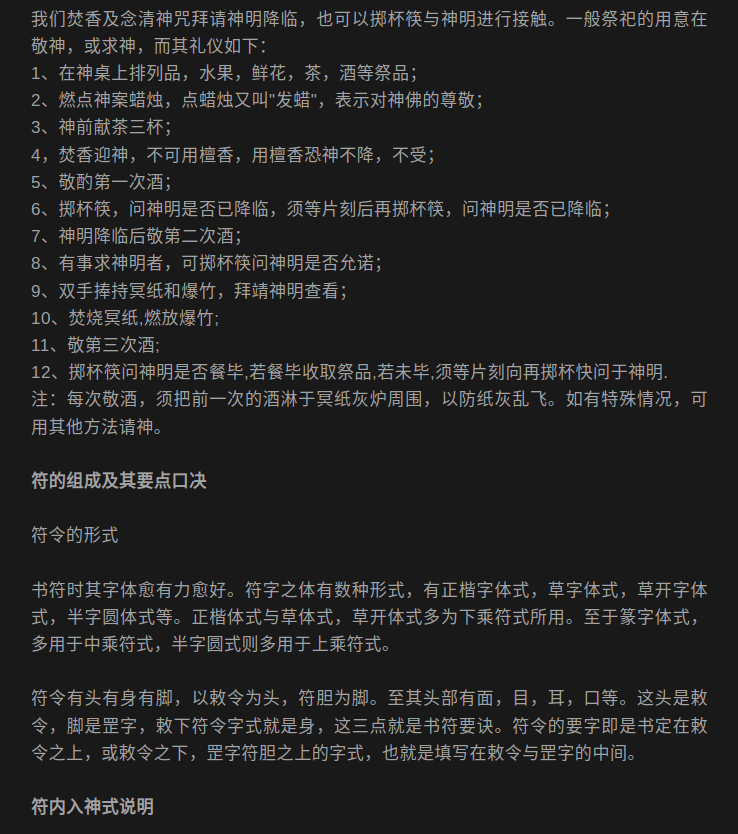 我们焚香及念清神咒拜请神明降临，也可以掷杯筷与神明进行接触。一般祭祀的用意在
敬神，或求神，而其礼仪如下：
1、在神桌上排列品，水果，鲜花，茶，酒等祭品；
2、燃点神案蜡烛，点蜡烛又叫"发蜡"，表示对神佛的尊敬；
3、神前献茶三杯；
4，焚香迎神，不可用檀香，用檀香恐神不降，不受；
5、敬酌第一次酒；
6、掷杯筷，问神明是否已降临，须等片刻后再掷杯筷，问神明是否已降临；
7、神明降临后敬第二次酒；
8、有事求神明者，可掷杯筷问神明是否允诺；
9、双手捧持冥纸和爆竹，拜靖神明查看；
10、焚烧冥纸,燃放爆竹;
11、敬第三次酒;
12、掷杯筷问神明是否餐毕,若餐毕收取祭品,若未毕,须等片刻向再掷杯快问于神明.
注：每次敬酒，须把前一次的酒淋于冥纸灰炉周围，以防纸灰乱飞。如有特殊情况，可
用其他方法请神。
符的组成及其要点口决
符令的形式
书符时其字体愈有力愈好。符字之体有数种形式，有正楷字体式，草字体式，草开字体
式，半字圆体式等。正楷体式与草体式，草开体式多为下乘符式所用。至于篆字体式，
多用于中乘符式，半字圆式则多用于上乘符式。
符令有头有身有脚，以敕令为头，符胆为脚。至其头部有面，目，耳，口等。这头是敕
令，脚是罡字，敕下符令字式就是身，这三点就是书符要诀。符令的要字即是书定在敕
令之上，或敕令之下，罡字符胆之上的字式，也就是填写在敕令与罡字的中间。
符内入神式说明